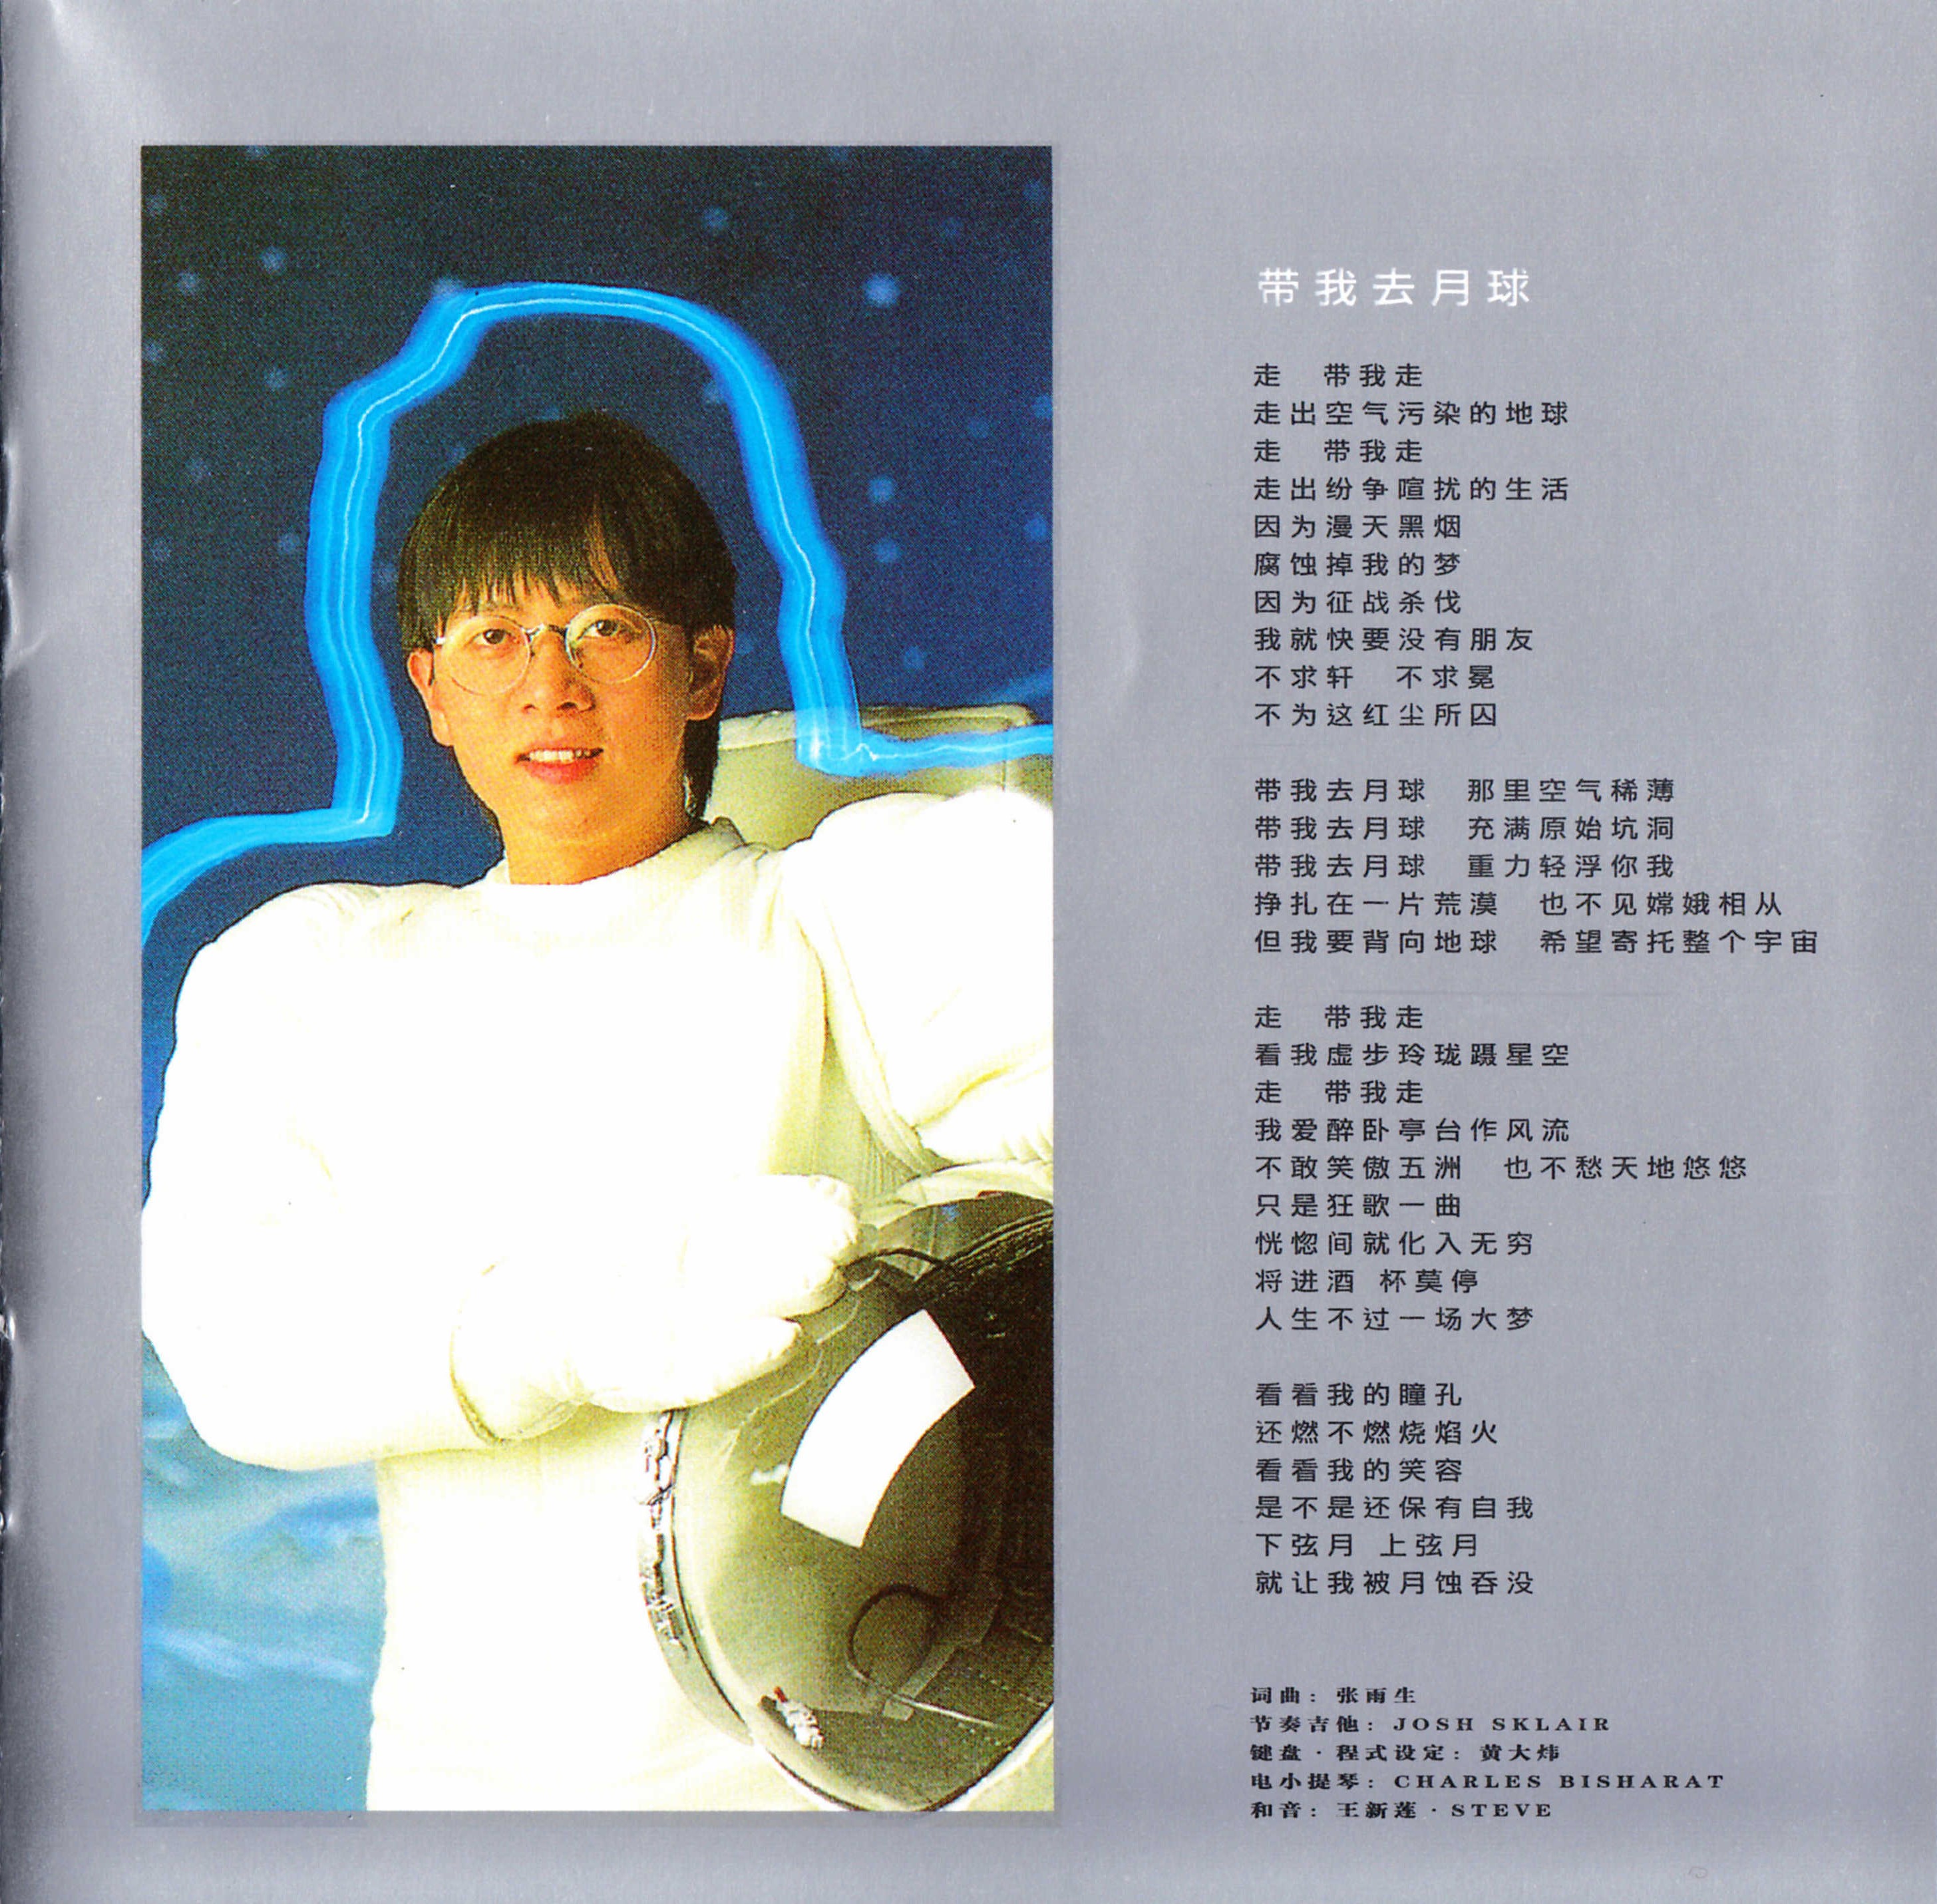 带我去月球
走 带我走
走出空气污染的地球
走 带我走
走出纷争喧扰的生活
因为漫天黑烟
腐蚀掉我的梦
因为征战杀伐
我就快要没有朋友
不求轩 不求冕
不为这红尘所囚
带我去月球 那里空气稀薄
带我去月球 充满原始坑洞
带我去月球 重力轻浮你我
挣扎在一片荒漠 也不见嫦娥相从
但我要背向地球 希望寄托整个宇宙
走 带我走
看我虚步玲珑蹑星空
走 带我走
我爱醉卧亭台作风流
不敢笑傲五洲 也不愁天地悠悠
只是狂歌一曲
恍惚间就化入无穷
将进酒 杯莫停
人生不过一场大梦
看看我的瞳孔
还燃不燃烧焰火
看看我的笑容
是不是还保有自我
下弦月 上弦月
就让我被月蚀吞没
词曲：张雨生
节奏吉他：JOSH SKLAIR
键盘·程式设定：黄大炜
电小提琴：CHARLES BISHARAT
和音：王新莲·STEVE